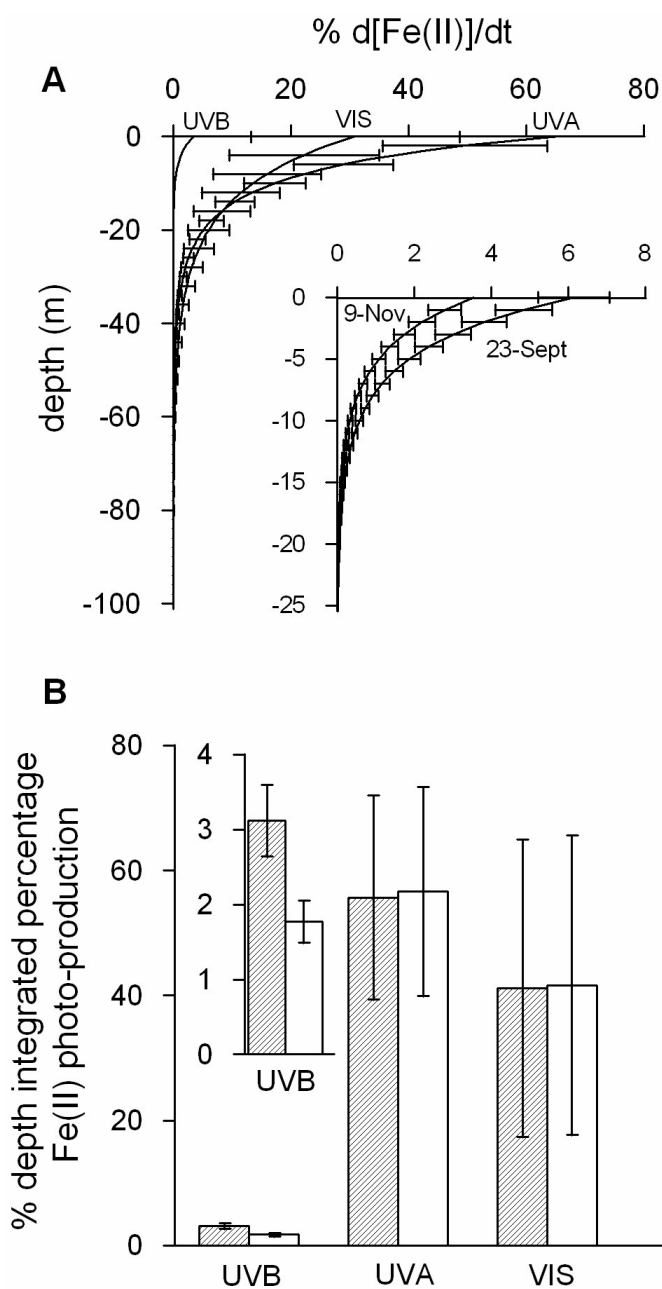 % d[Fe(II)]/dt
A
0 20 40 60 80
UVB VIS UVA
0
-20
-40
-60
-80
-100
depth (m)
0 2 4 6 8
0
-5
-10
-15
-20
-25
9-Nov
23-Sept
B
% depth integrated percentage
Fe(II) photo-production
80
60
40
20
0
4
3
2
1
0
UVB
UVB UVA VIS